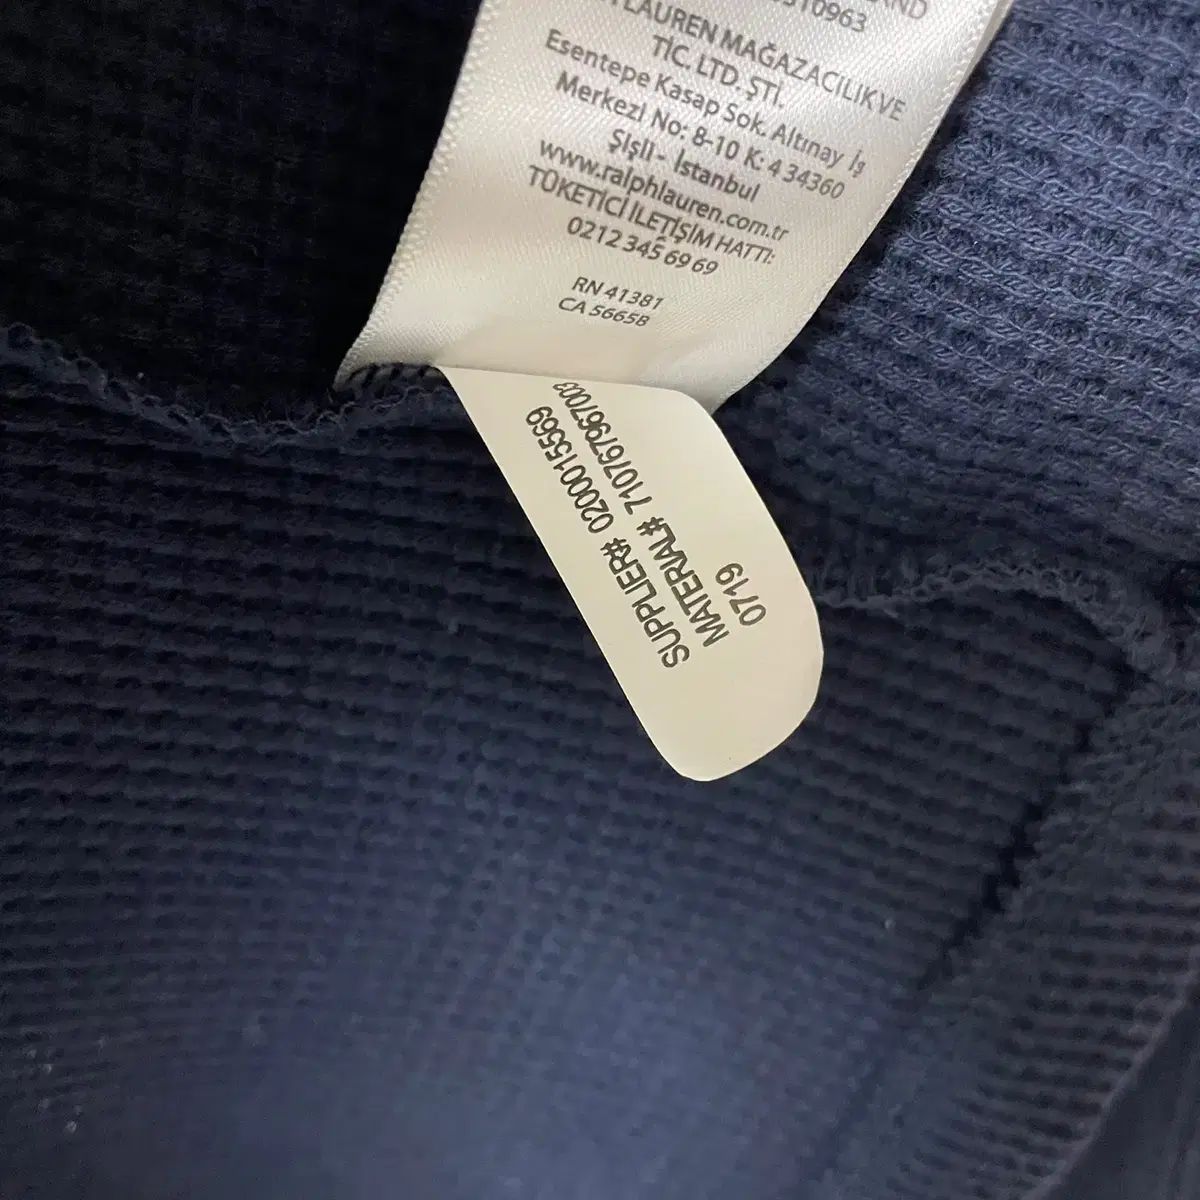 LAUREN MAĞAZACILIK VE
TİC. LTD. ŞTİ.
Esentepe Kasap Sok. Altınay İş
Merkezi No: 8-10 K: 4 34360
Şişli - İstanbul
www.ralphlauren.com.tr
TÜKETİCİ İLETİŞİM HATTI:
0212 345 69 69
RN 41381
CA 56658
SUPPLIER# 0200015569
MATERIAL# 710767967003
0719